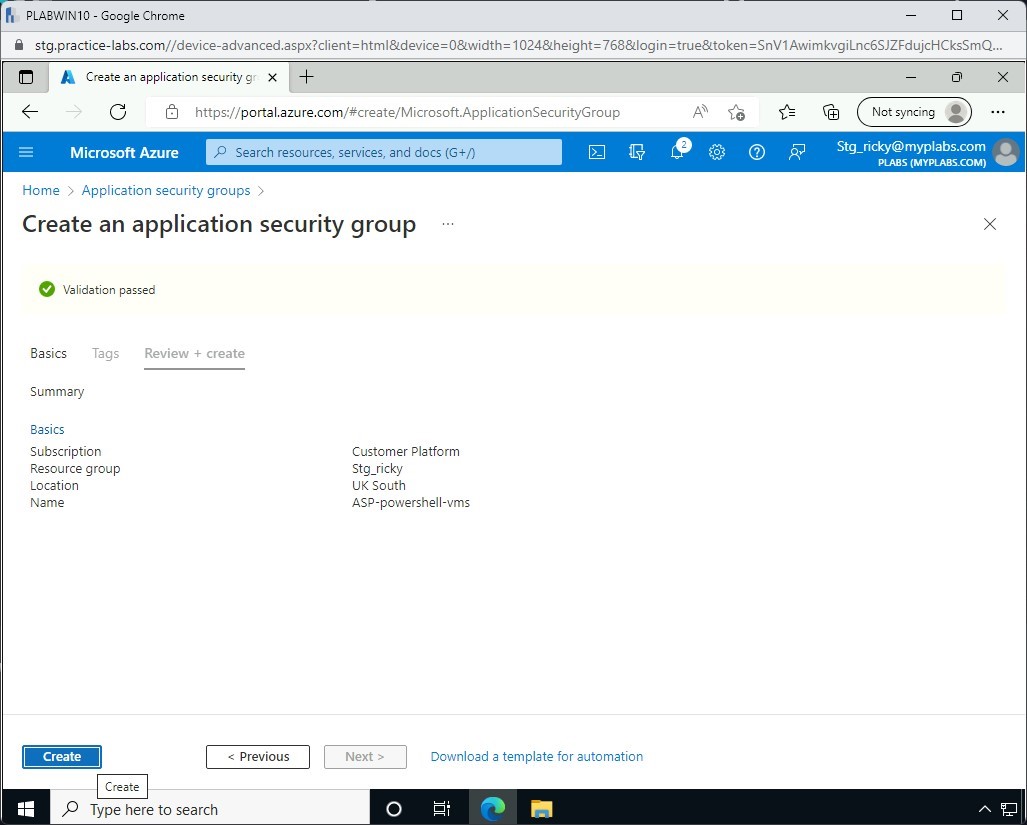 PLABWIN10 - Google Chrome
stg.practice-labs.com//device-advanced.aspx?client=html&device=0&width=1024&height=768&login=true&token=SnV1AwimkvgiLnc6SJZFdujcHCksSmQ...
Create an application security gr
https://portal.azure.com/#create/Microsoft.ApplicationSecurityGroup
Not syncing
Microsoft Azure
Search resources, services, and docs (G+/)
2
Stg_ricky@myplabs.com
PLABS (MYPLABS.COM)
Home > Application security groups >
Create an application security group ...
Validation passed
Basics Tags Review + create
Summary
Basics
Subscription Customer Platform
Resource group Stg_ricky
Location UK South
Name ASP-powershell-vms
Create < Previous Next > Download a template for automation
Create
Type here to search